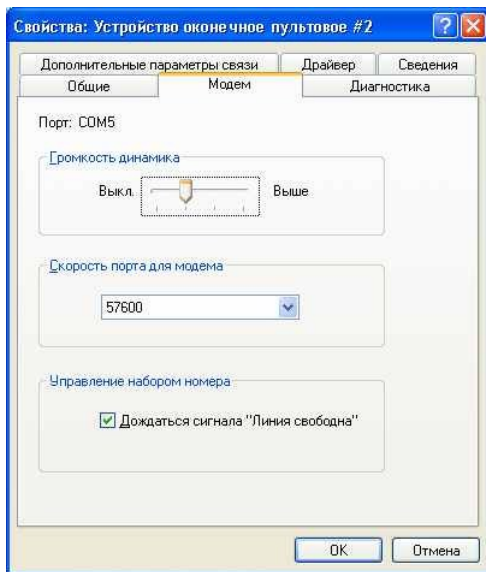 Свойства: Устройство оконечное пультовое #2
Дополнительные параметры связи Драйвер Сведения
Общие Модем Диагностика
Порт: COM5
Громкость динамика
Выкл. Выше
Скорость порта для модема
57600
Управление набором номера
Дождаться сигнала "Линия свободна"
OK Отмена